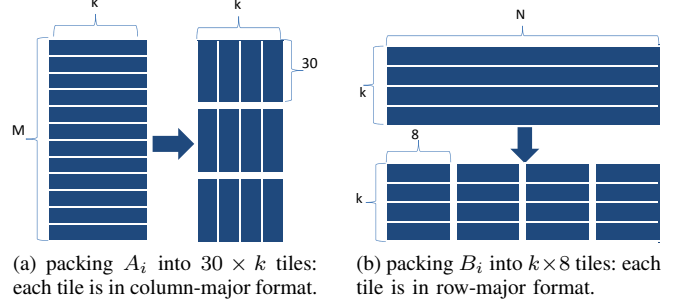 k
k
M
30
N
k
8
k
(a) packing A_i into 30 × k tiles:
each tile is in column-major format.
(b) packing B_i into k×8 tiles: each
tile is in row-major format.